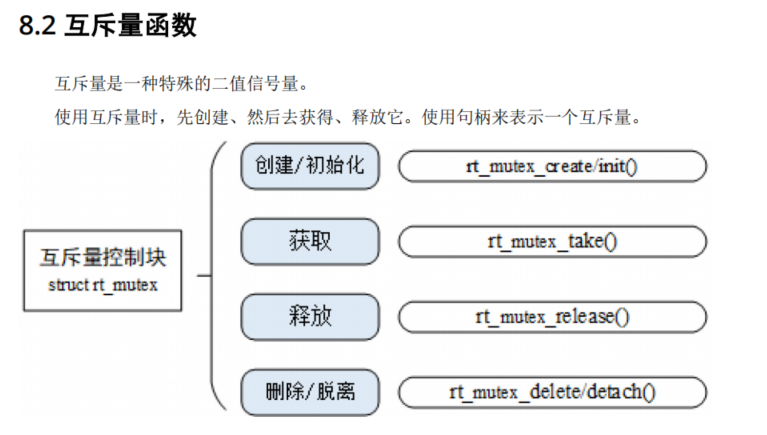 8.2 互斥量函数
互斥量是一种特殊的二值信号量。
使用互斥量时，先创建、然后去获得、释放它。使用句柄来表示一个互斥量。
互斥量控制块
struct rt_mutex
创建/初始化
rt_mutex_create/init()
获取
rt_mutex_take()
释放
rt_mutex_release()
删除/脱离
rt_mutex_delete/detach()